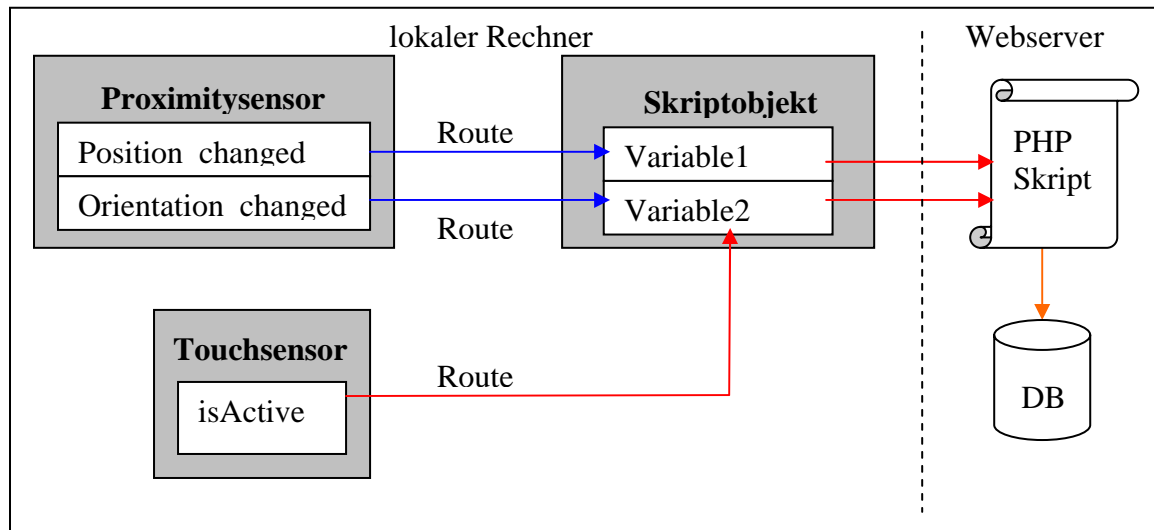 lokaler Rechner
Webserver
Proximitysensor
Position changed
Orientation changed
Route
Route
Skriptobjekt
Variable1
Variable2
PHP
Skript
Touchsensor
isActive
Route
DB